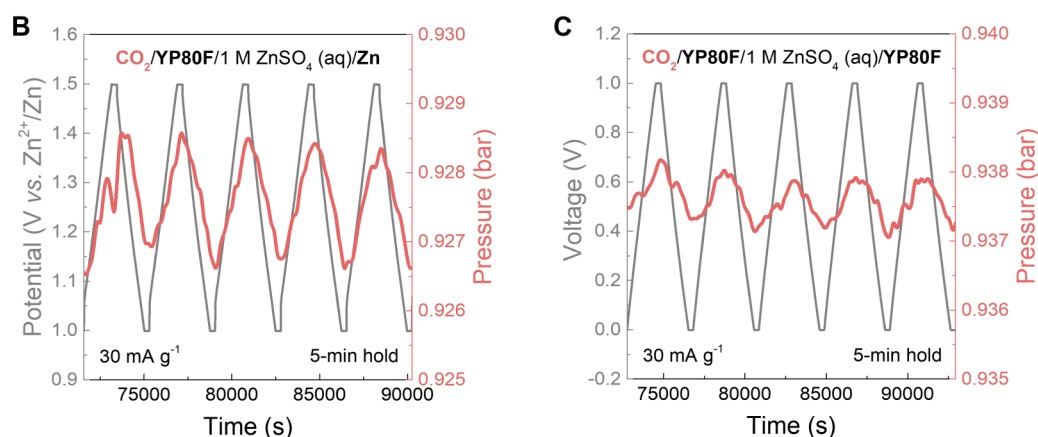 B
CO₂/YP80F/1 M ZnSO₄ (aq)/Zn
Potential (V vs. Zn²⁺/Zn)
1.6
1.5
1.4
1.3
1.2
1.1
1.0
0.9
0.930
0.929
0.928
0.927
0.926
0.925
Pressure (bar)
30 mA g⁻¹
5-min hold
75000 80000 85000 90000
Time (s)
C
CO₂/YP80F/1 M ZnSO₄ (aq)/YP80F
Voltage (V)
1.2
1.0
0.8
0.6
0.4
0.2
0.0
-0.2
0.940
0.939
0.938
0.937
0.936
0.935
Pressure (bar)
30 mA g⁻¹
5-min hold
75000 80000 85000 90000
Time (s)